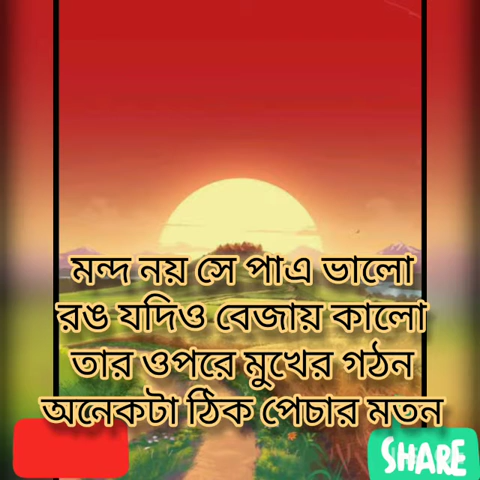 মন্দ নয় সে পাএ ভালো
রঙ যদিও বেজায় কালো
তার ওপরে মুখের গঠন
অনেকটা ঠিক পেচার মতন
SHARE